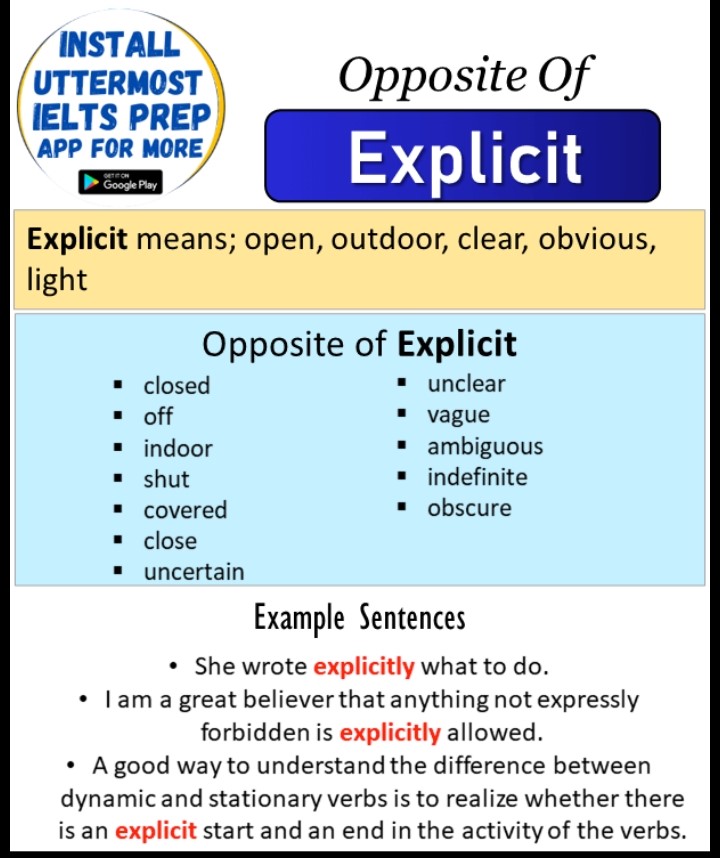 INSTALL
UTTERMOST
IELTS PREP
APP FOR MORE
GET IT ON
Google Play
Opposite Of
Explicit
Explicit means; open, outdoor, clear, obvious,
light
Opposite of Explicit
▪ closed
▪ off
▪ indoor
▪ shut
▪ covered
▪ close
▪ uncertain
▪ unclear
▪ vague
▪ ambiguous
▪ indefinite
▪ obscure
Example Sentences
• She wrote explicitly what to do.
• I am a great believer that anything not expressly
forbidden is explicitly allowed.
• A good way to understand the difference between
dynamic and stationary verbs is to realize whether there
is an explicit start and an end in the activity of the verbs.